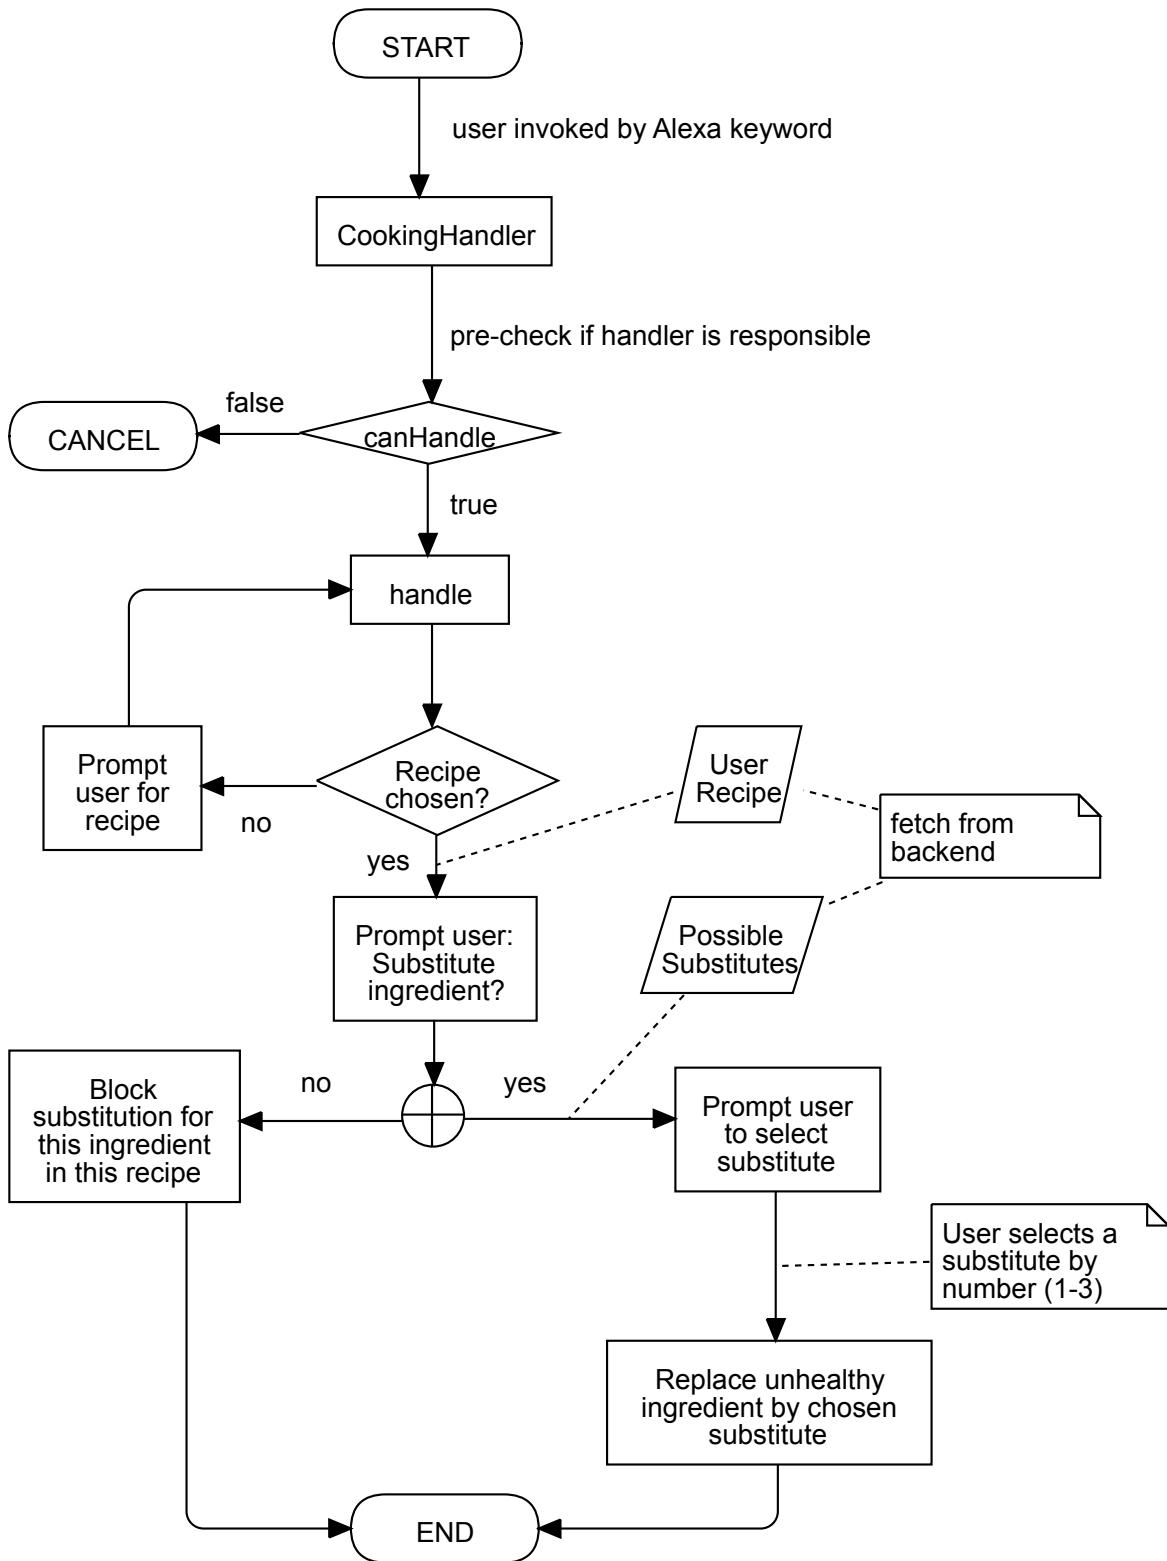 START
user invoked by Alexa keyword
CookingHandler
pre-check if handler is responsible
false
CANCEL
canHandle
true
handle
Prompt
user for
recipe
no
Recipe
chosen?
yes
User
Recipe
fetch from
backend
Prompt user:
Substitute
ingredient?
Possible
Substitutes
Block
substitution for
this ingredient
in this recipe
no
yes
Prompt user
to select
substitute
User selects a
substitute by
number (1-3)
Replace unhealthy
ingredient by chosen
substitute
END